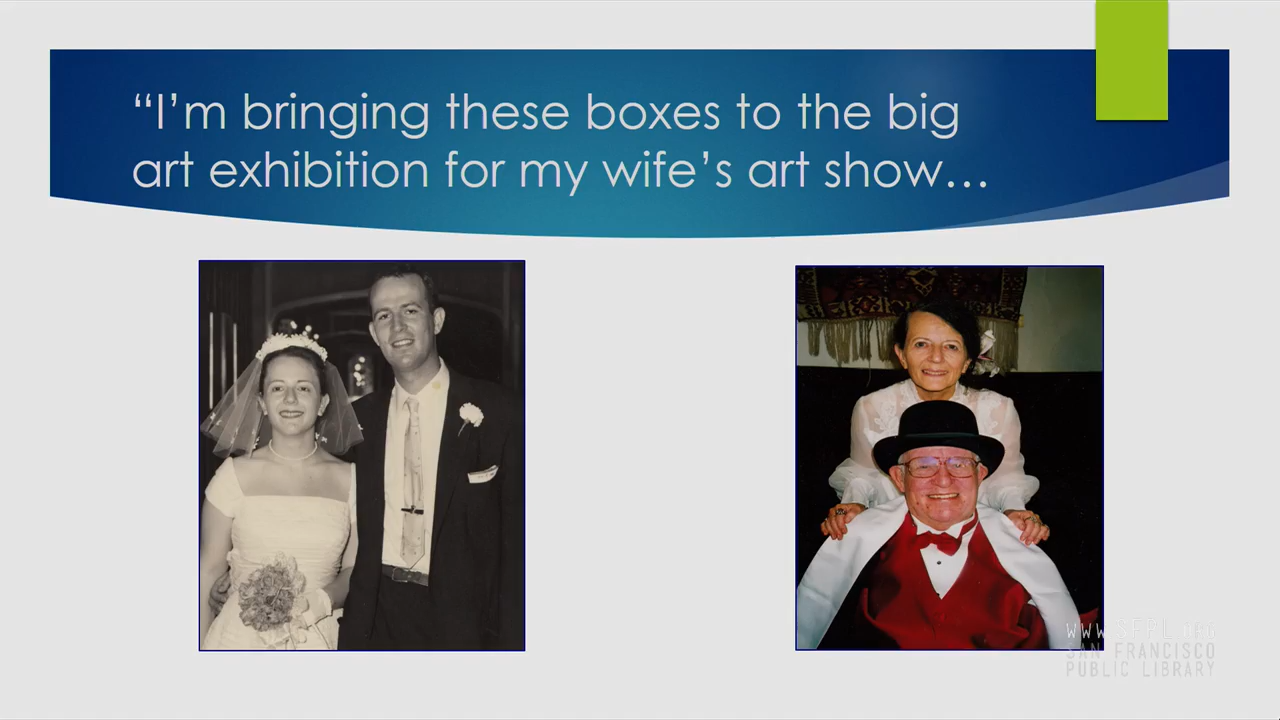 “I’m bringing these boxes to the big
art exhibition for my wife’s art show…
WWW.SFPL.ORG
SAN FRANCISCO
PUBLIC LIBRARY